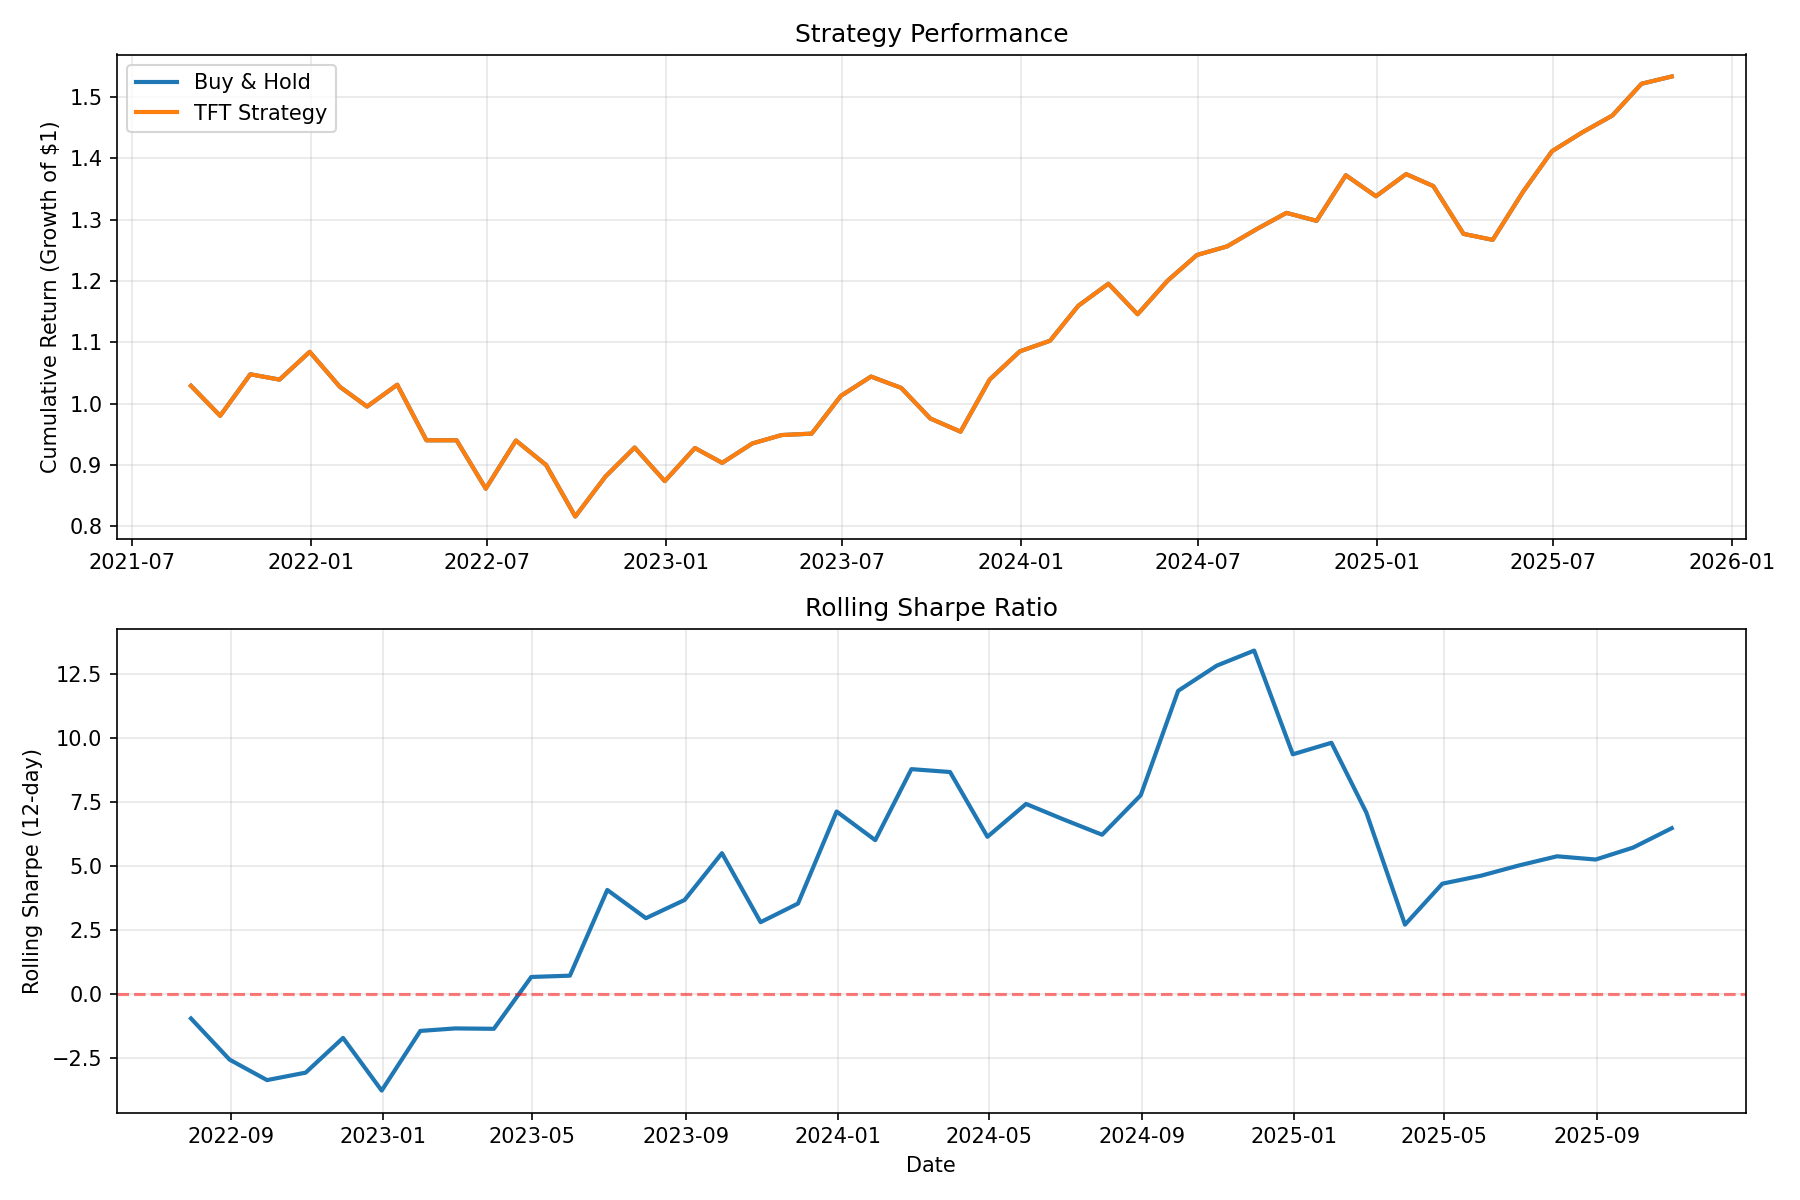 Strategy Performance
Buy & Hold
TFT Strategy
Cumulative Return (Growth of $1)
1.5
1.4
1.3
1.2
1.1
1.0
0.9
0.8
2021-07 2022-01 2022-07 2023-01 2023-07 2024-01 2024-07 2025-01 2025-07 2026-01
Rolling Sharpe Ratio
Rolling Sharpe (12-day)
12.5
10.0
7.5
5.0
2.5
0.0
−2.5
2022-09 2023-01 2023-05 2023-09 2024-01 2024-05 2024-09 2025-01 2025-05 2025-09
Date